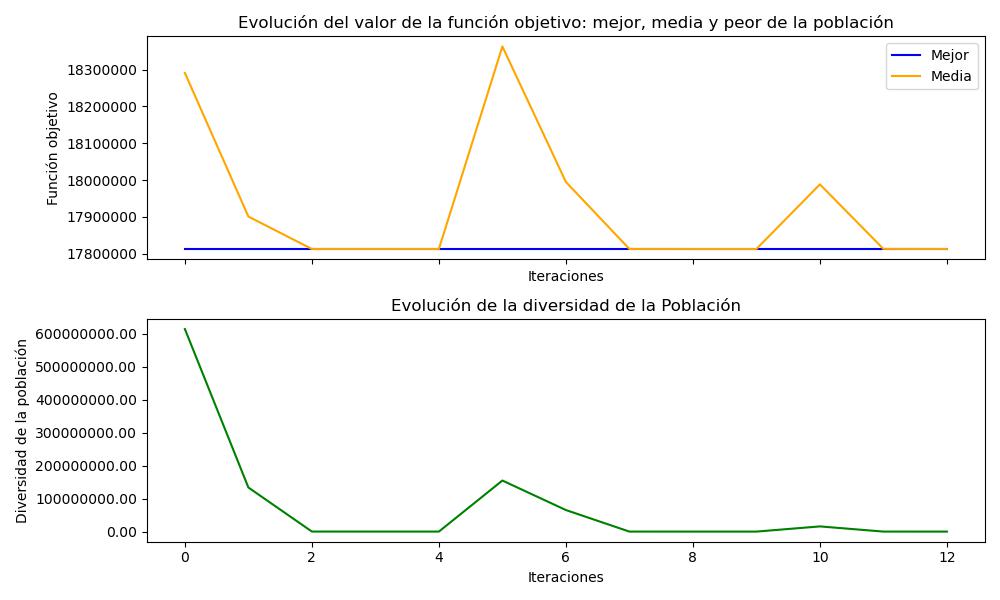 Evolución del valor de la función objetivo: mejor, media y peor de la población
Función objetivo
18300000
18200000
18100000
18000000
17900000
17800000
Mejor
Media
Iteraciones
Evolución de la diversidad de la Población
Diversidad de la población
600000000.00
500000000.00
400000000.00
300000000.00
200000000.00
100000000.00
0.00
0 2 4 6 8 10 12
Iteraciones